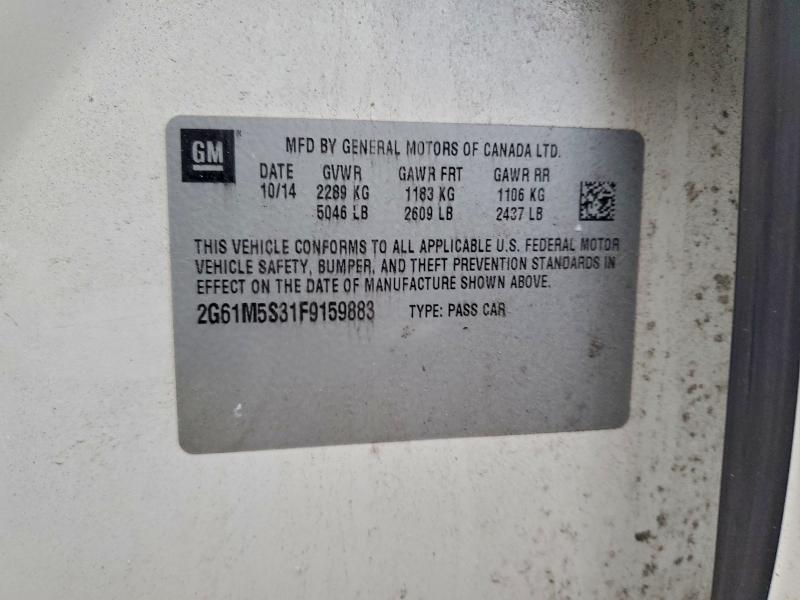 GM®
MFD BY GENERAL MOTORS OF CANADA LTD.
DATE GVWR GAWR FRT GAWR RR
10/14 2289 KG 1183 KG 1106 KG
5046 LB 2609 LB 2437 LB
THIS VEHICLE CONFORMS TO ALL APPLICABLE U.S. FEDERAL MOTOR
VEHICLE SAFETY, BUMPER, AND THEFT PREVENTION STANDARDS IN
EFFECT ON THE DATE OF MANUFACTURE SHOWN ABOVE.
2G61M5S31F9159883 TYPE: PASS CAR